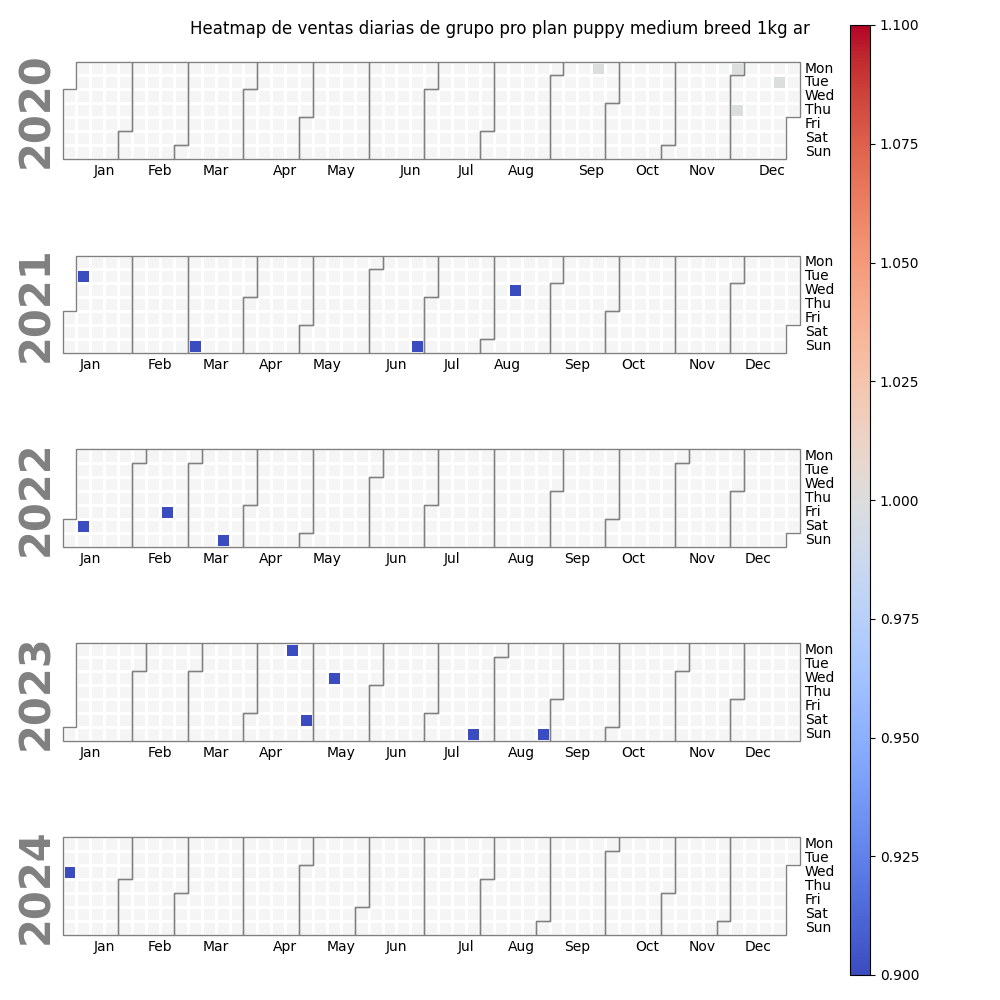 Heatmap de ventas diarias de grupo pro plan puppy medium breed 1kg ar
2020
Mon
Tue
Wed
Thu
Fri
Sat
Sun
Jan Feb Mar Apr May Jun Jul Aug Sep Oct Nov Dec
2021
Mon
Tue
Wed
Thu
Fri
Sat
Sun
Jan Feb Mar Apr May Jun Jul Aug Sep Oct Nov Dec
2022
Mon
Tue
Wed
Thu
Fri
Sat
Sun
Jan Feb Mar Apr May Jun Jul Aug Sep Oct Nov Dec
2023
Mon
Tue
Wed
Thu
Fri
Sat
Sun
Jan Feb Mar Apr May Jun Jul Aug Sep Oct Nov Dec
2024
Mon
Tue
Wed
Thu
Fri
Sat
Sun
Jan Feb Mar Apr May Jun Jul Aug Sep Oct Nov Dec
1.100
1.075
1.050
1.025
1.000
0.975
0.950
0.925
0.900